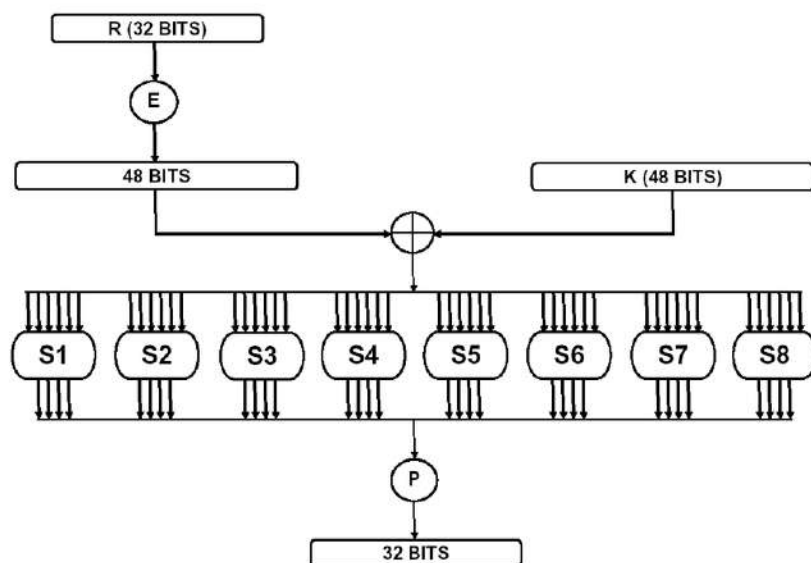 R (32 BITS)
E
48 BITS
K (48 BITS)
S1 S2 S3 S4 S5 S6 S7 S8
P
32 BITS